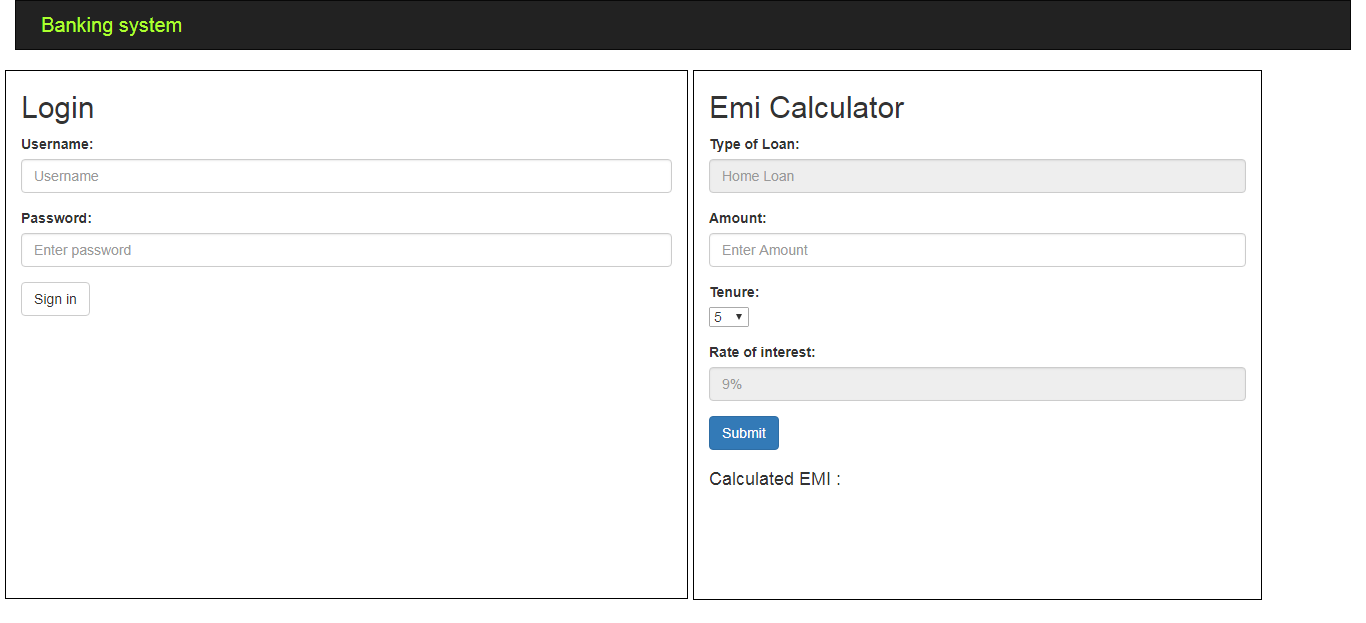 Banking system
Login
Username:
Username
Password:
Enter password
Sign in
Emi Calculator
Type of Loan:
Home Loan
Amount:
Enter Amount
Tenure:
5
Rate of interest:
9%
Submit
Calculated EMI :